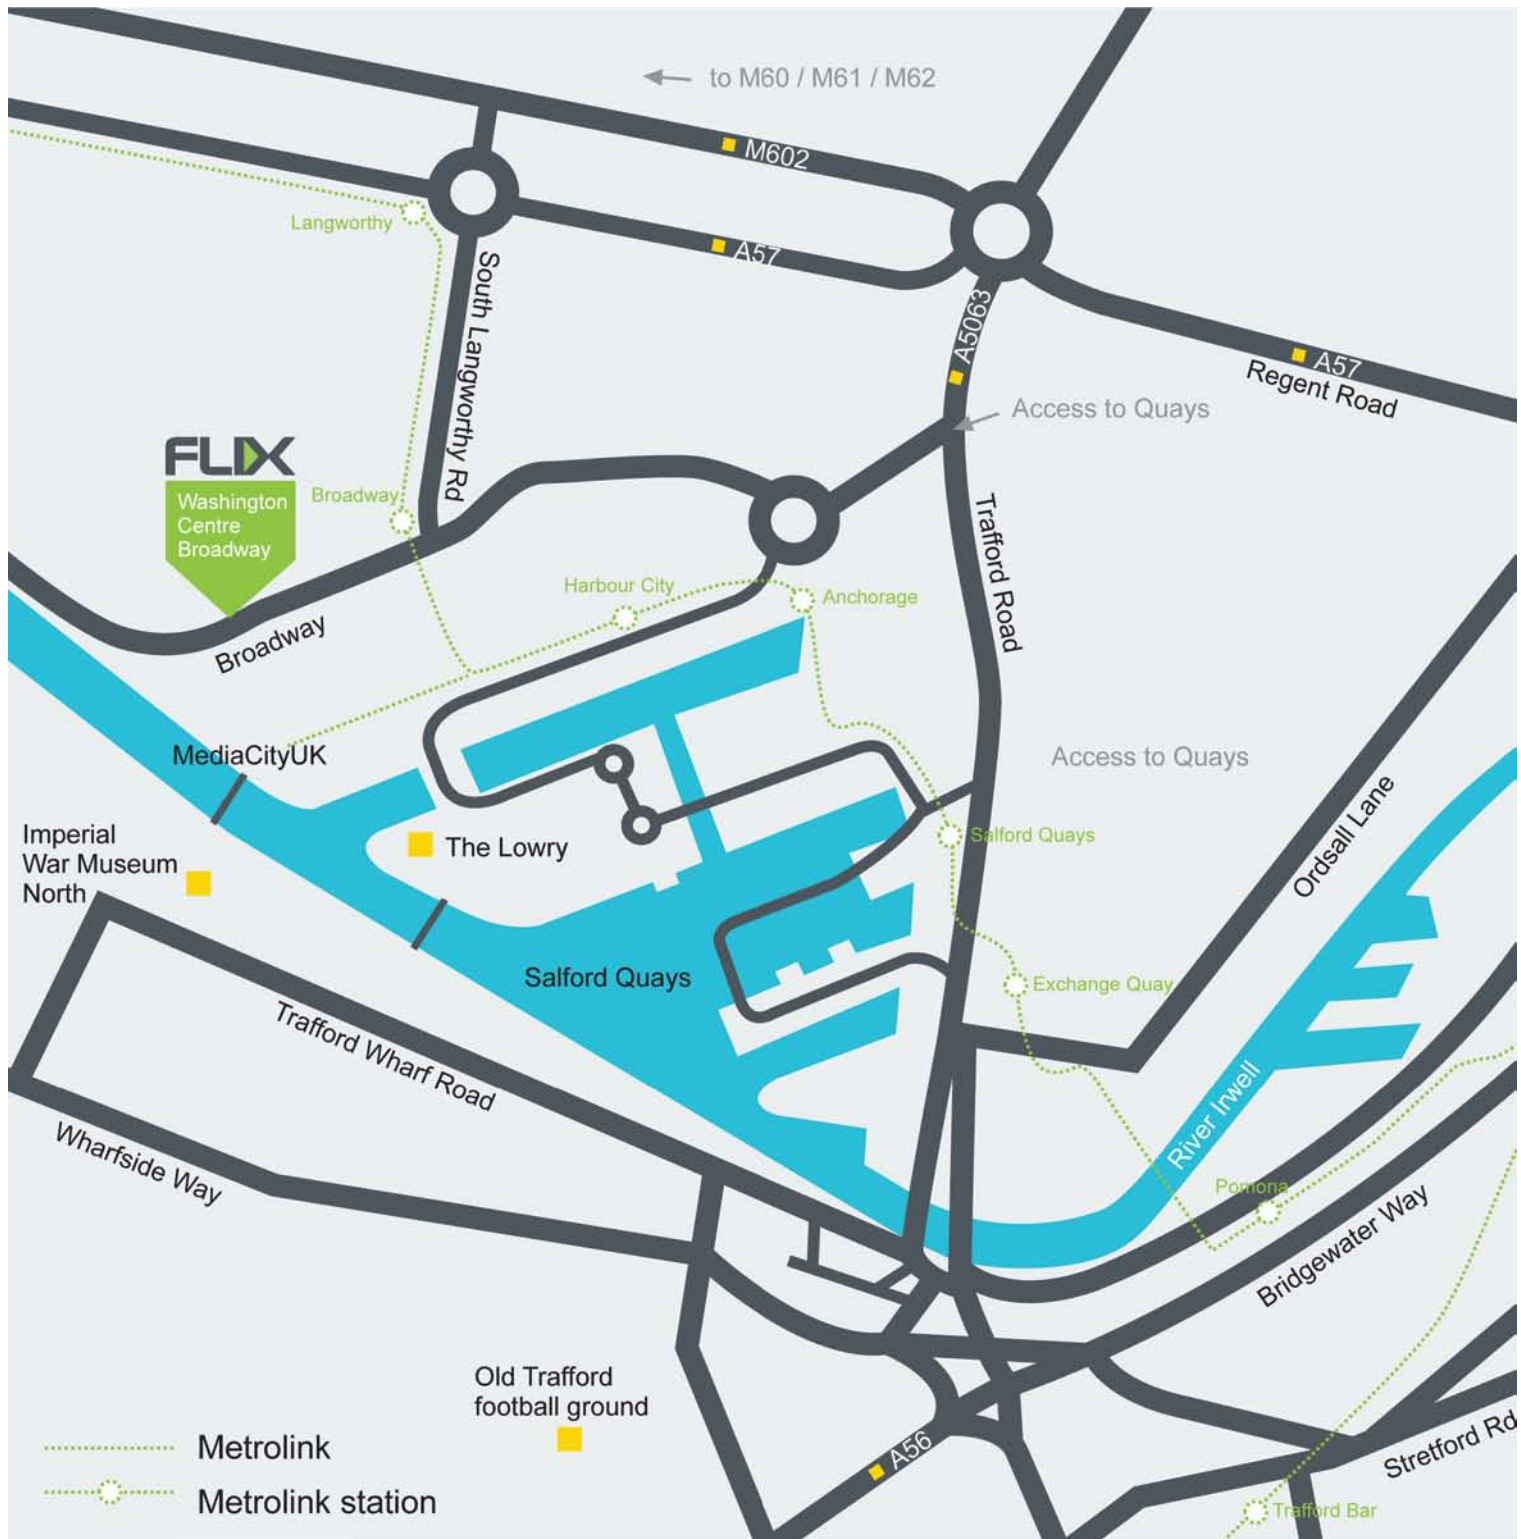 to M60 / M61 / M62
M602
Langworthy
A57
South Langworthy Rd
A5063
A57
Regent Road
Access to Quays
FLIX
Washington
Centre
Broadway
Broadway
Trafford Road
Harbour City
Anchorage
Broadway
MediaCityUK
Access to Quays
Imperial
War Museum
North
The Lowry
Salford Quays
Ordsall Lane
Salford Quays
Exchange Quay
Trafford Wharf Road
River Irwell
Wharfside Way
Pomona
Bridgewater Way
Old Trafford
football ground
A56
Stretford Rd
Metrolink
Metrolink station
Trafford Bar